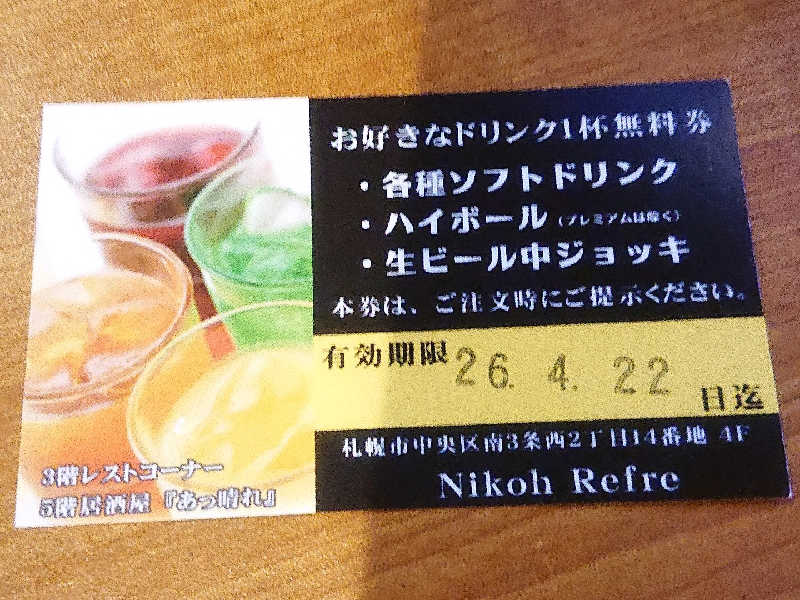 お好きなドリンク1杯無料券
・各種ソフトドリンク
・ハイボール（プレミアムは除く）
・生ビール中ジョッキ
本券は、ご注文時にご提示ください。
有効期限 26. 4. 22 日迄
札幌市中央区南3条西2丁目14番地 4F
Nikoh Refre
3階レストコーナー
5階居酒屋『あっ晴れ』